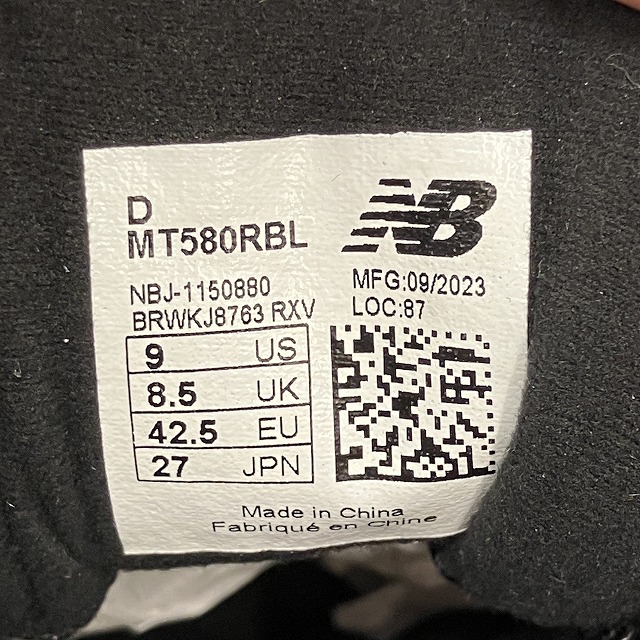 D
MT580RBL
NB
NBJ-1150880
BRWKJ8763 RXV
MFG:09/2023
LOC:87
9 US
8.5 UK
42.5 EU
27 JPN
Made in China
Fabriqué en Chine